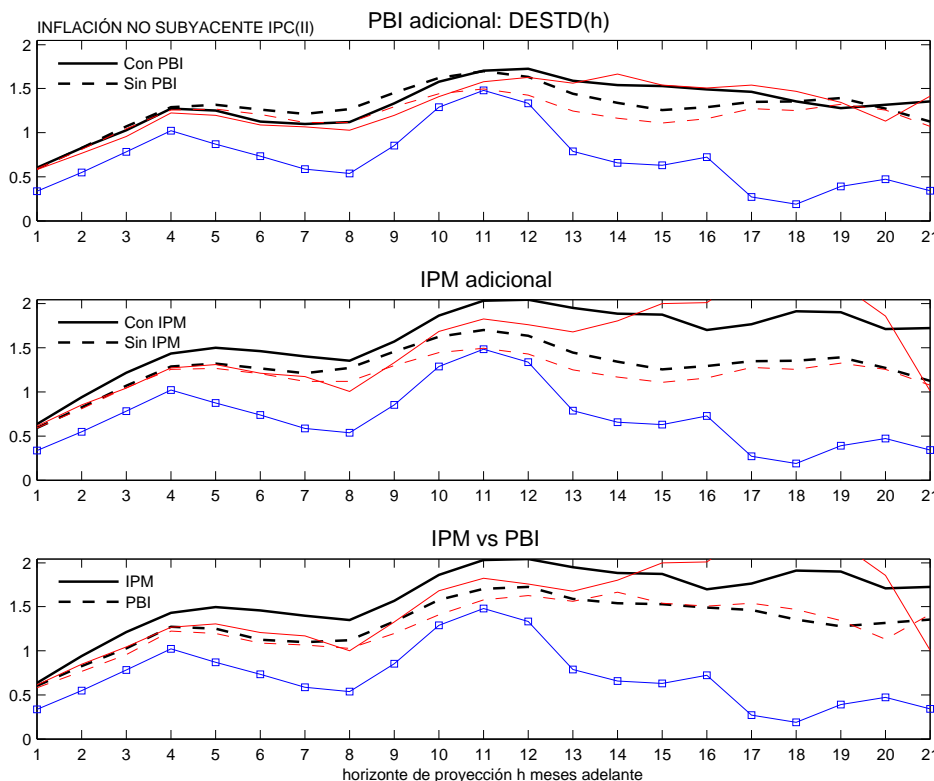 PBI adicional: DESTD(h)
INFLACIÓN NO SUBYACENTE IPC(II)
2
1.5
1
0.5
0
Con PBI
Sin PBI
1 2 3 4 5 6 7 8 9 10 11 12 13 14 15 16 17 18 19 20 21
IPM adicional
2
1.5
1
0.5
0
Con IPM
Sin IPM
1 2 3 4 5 6 7 8 9 10 11 12 13 14 15 16 17 18 19 20 21
IPM vs PBI
2
1.5
1
0.5
0
IPM
PBI
1 2 3 4 5 6 7 8 9 10 11 12 13 14 15 16 17 18 19 20 21
horizonte de proyección h meses adelante